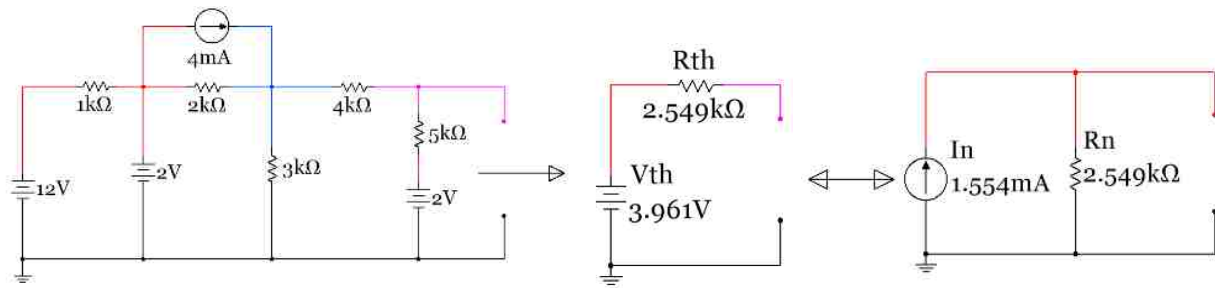 4mA
1kΩ
2kΩ
4kΩ
5kΩ
3kΩ
12V
2V
2V
Rth
2.549kΩ
Vth
3.961V
In
1.554mA
Rn
2.549kΩ